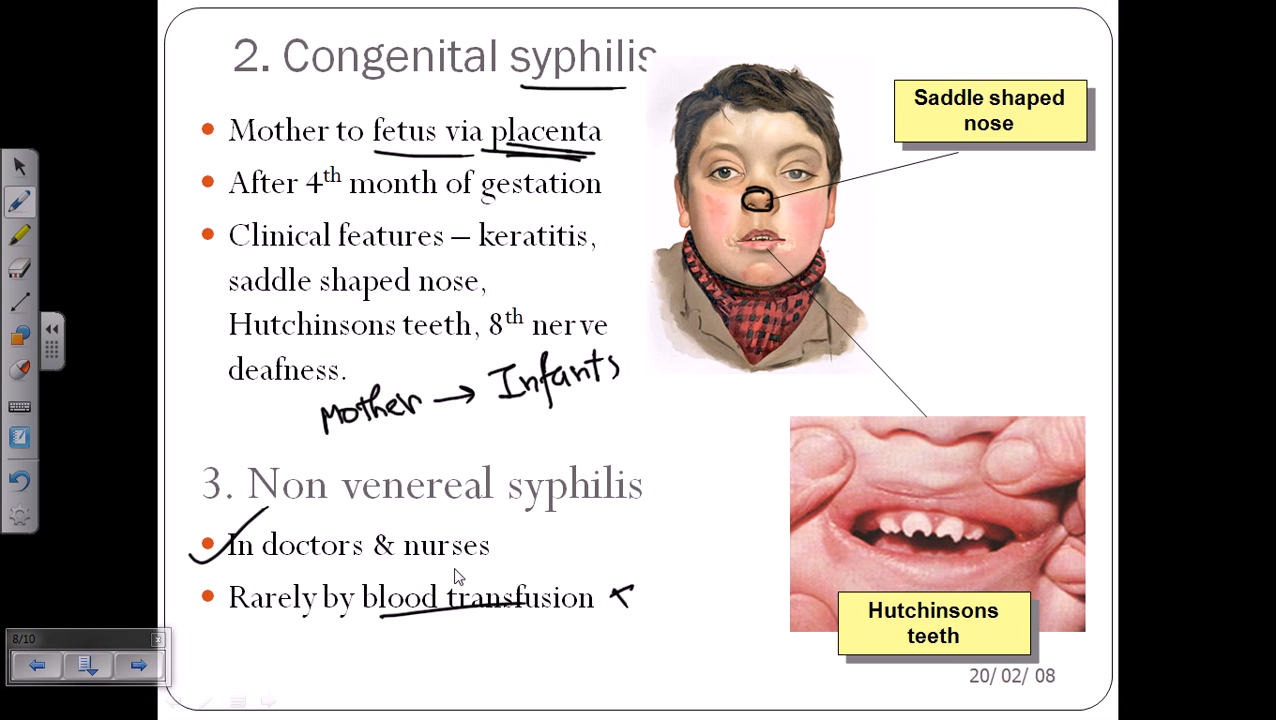 2. Congenital syphilis
Mother to fetus via placenta
After 4th month of gestation
Clinical features – keratitis,
saddle shaped nose,
Hutchinsons teeth, 8th nerve
deafness.
Mother → Infants
3. Non venereal syphilis
In doctors & nurses
Rarely by blood transfusion
Saddle shaped
nose
Hutchinsons
teeth
20/ 02/ 08
8/10